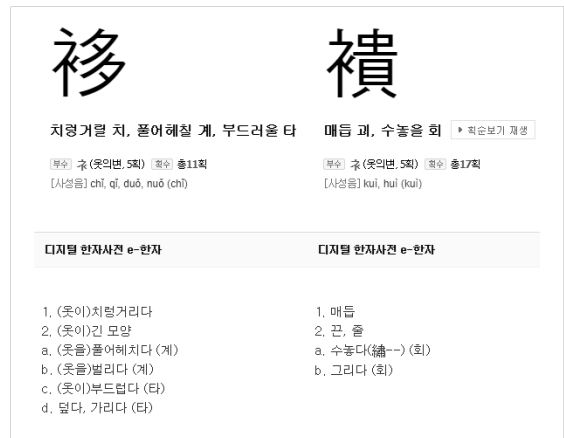 袳
치렁거릴 치, 풀어헤칠 계, 부드러울 타
부수 衤(옷의변, 5획) 획수 총11획
[사성음] chǐ, qǐ, duǒ, nuǒ (chǐ)
디지털 한자사전 e-한자
1. (옷이)치렁거리다
2. (옷이)긴 모양
a. (옷을)풀어헤치다 (계)
b. (옷을)벌리다 (계)
c. (옷이)부드럽다 (타)
d. 덮다, 가리다 (타)
襀
매듭 괴, 수놓을 회 획순보기 재생
부수 衤(옷의변, 5획) 획수 총17획
[사성음] kuì, huì (kuì)
디지털 한자사전 e-한자
1. 매듭
2. 끈, 줄
a. 수놓다(繡--) (회)
b. 그리다 (회)